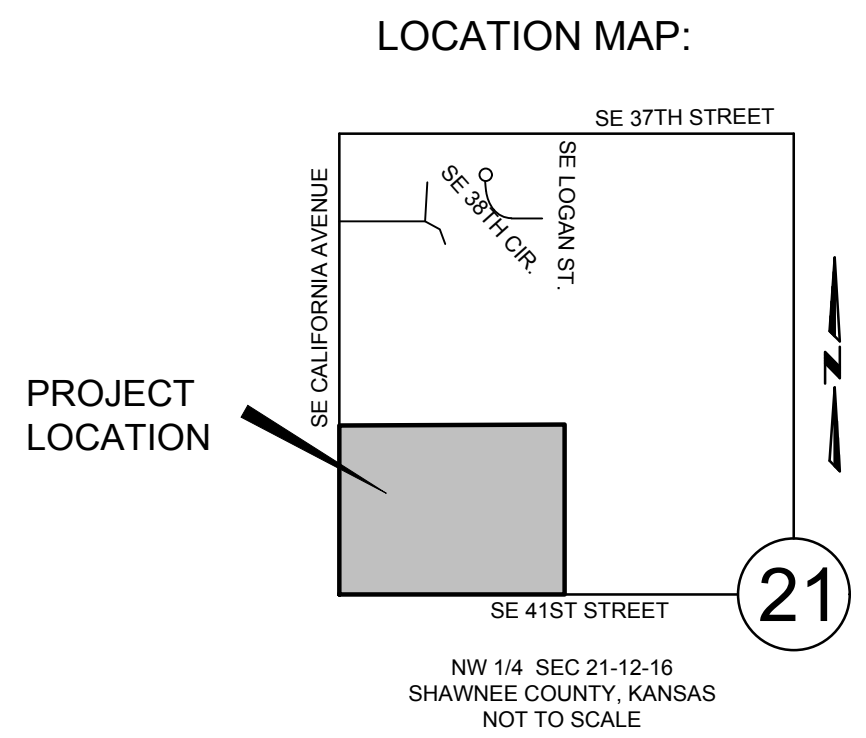 LOCATION MAP:
SE 37TH STREET
SE CALIFORNIA AVENUE
SE 38TH CIR.
SE LOGAN ST.
N
PROJECT
LOCATION
21
SE 41ST STREET
NW 1/4 SEC 21-12-16
SHAWNEE COUNTY, KANSAS
NOT TO SCALE